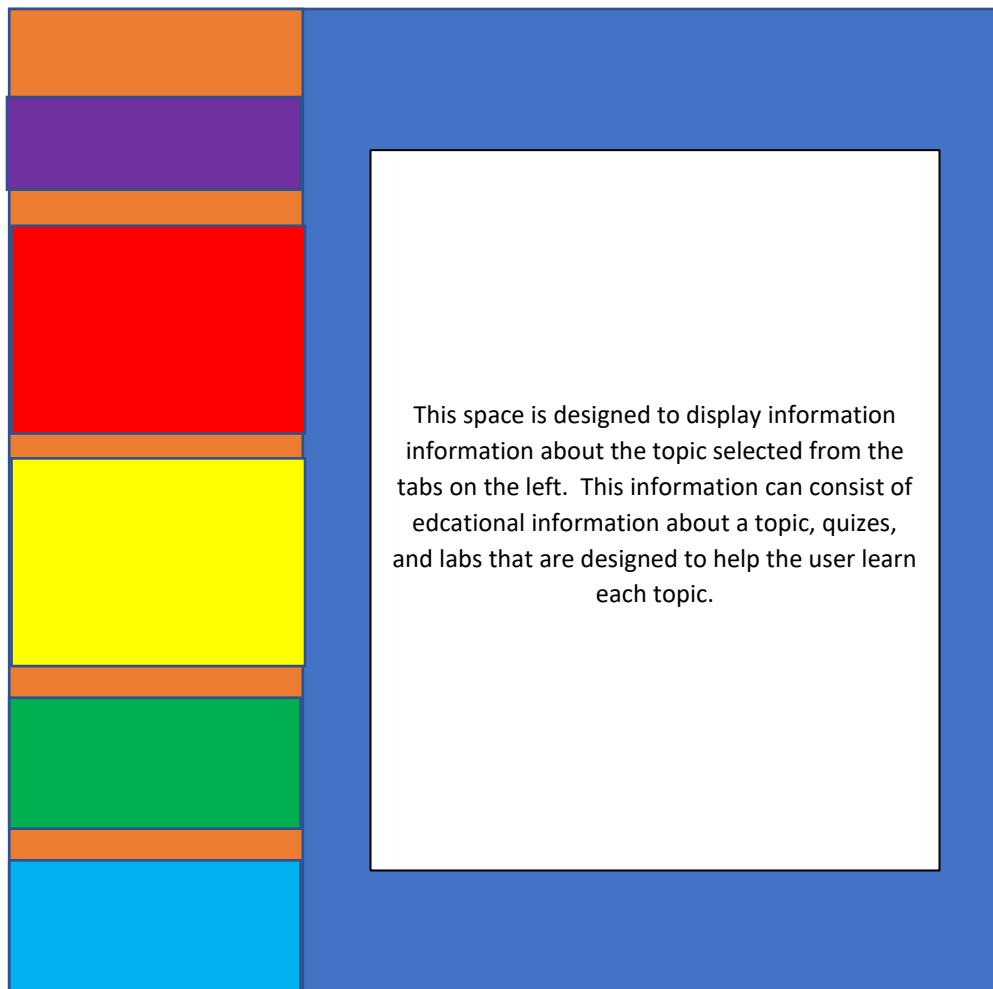 This space is designed to display information
information about the topic selected from the
tabs on the left.  This information can consist of
edcational information about a topic, quizes,
and labs that are designed to help the user learn
each topic.